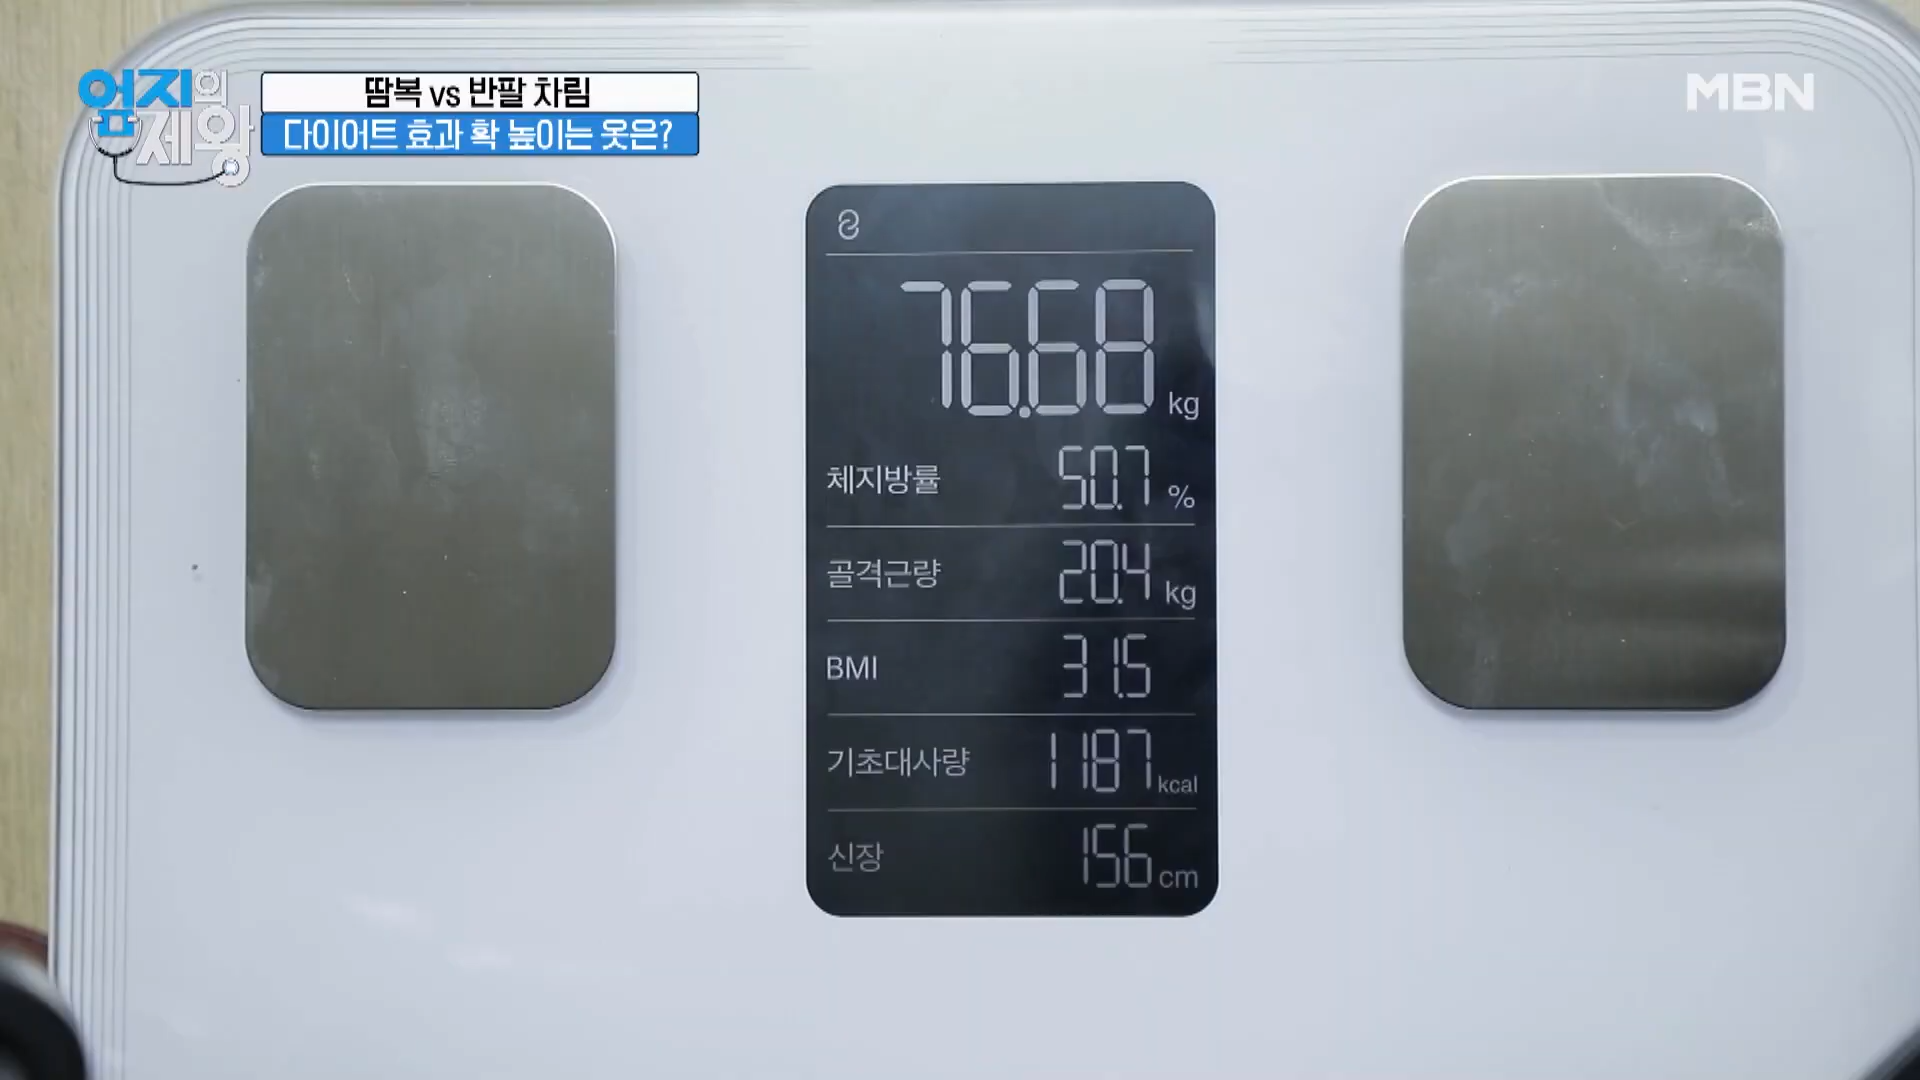 엄지의 제왕
땀복 vs 반팔 차림
다이어트 효과 확 높이는 옷은?
MBN
76.68 kg
체지방률 50.7 %
골격근량 20.4 kg
BMI 31.5
기초대사량 1187 kcal
신장 156 cm